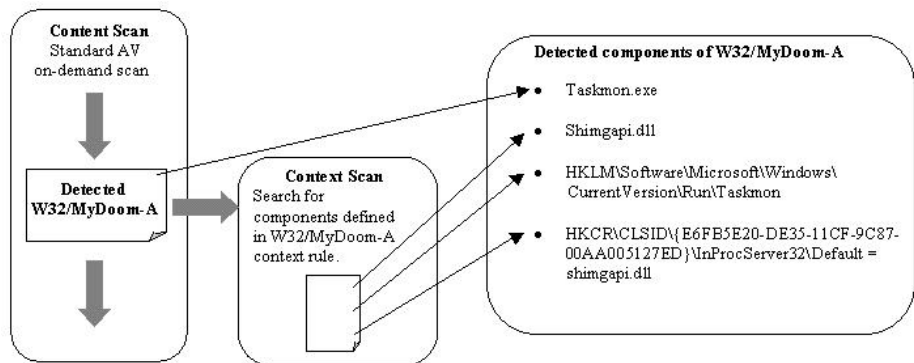 Content Scan
Standard AV
on-demand scan
Detected
W32/MyDoom-A
Context Scan
Search for
components defined
in W32/MyDoom-A
context rule.
Detected components of W32/MyDoom-A
• Taskmon.exe
• Shimgapi.dll
• HKLM\Software\Microsoft\Windows\
CurrentVersion\Run\Taskmon
• HKCR\CLSID\{E6FB5E20-DE35-11CF-9C87-
00AA005127ED}\InProcServer32\Default =
shimgapi.dll